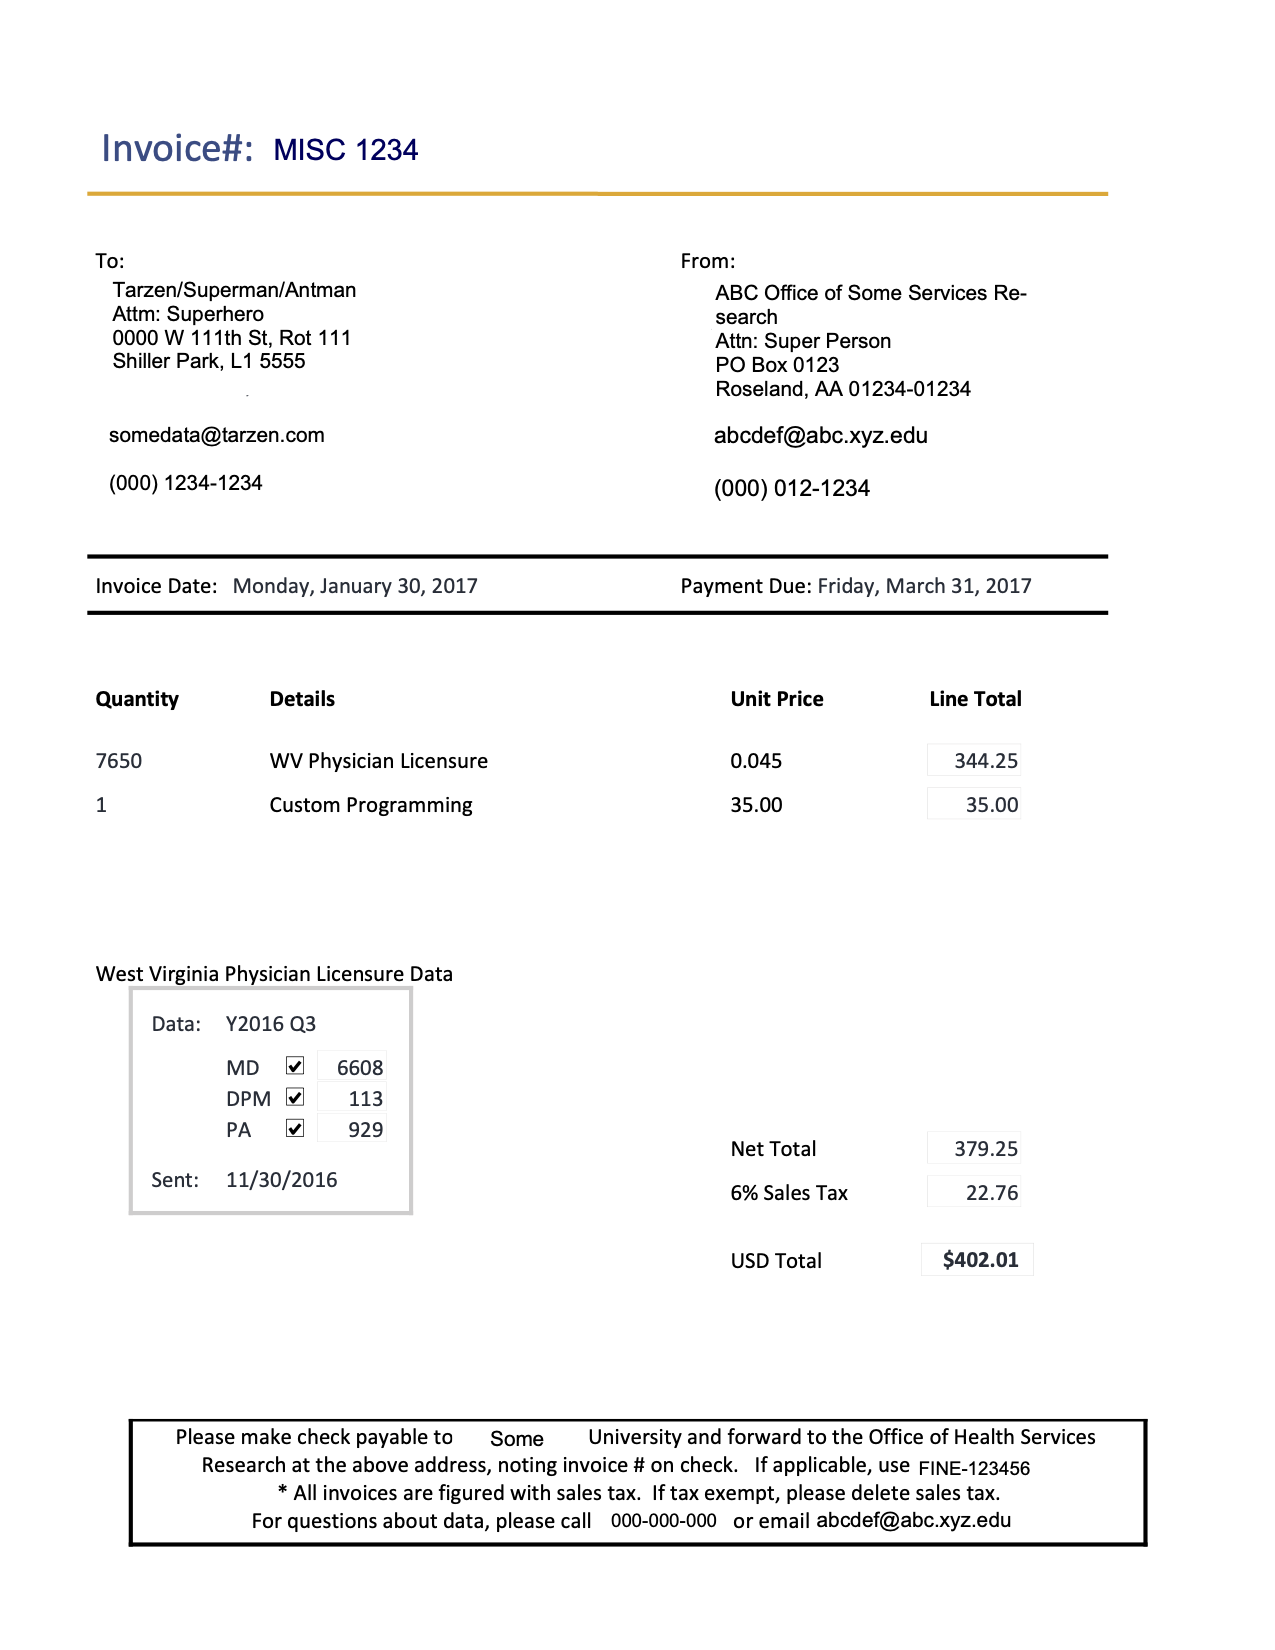 Invoice#: MISC 1234
To:
Tarzen/Superman/Antman
Attm: Superhero
0000 W 111th St, Rot 111
Shiller Park, L1 5555
somedata@tarzen.com
(000) 1234-1234
From:
ABC Office of Some Services Re-
search
Attn: Super Person
PO Box 0123
Roseland, AA 01234-01234
abcdef@abc.xyz.edu
(000) 012-1234
Invoice Date: Monday, January 30, 2017 Payment Due: Friday, March 31, 2017
Quantity Details Unit Price Line Total
7650 WV Physician Licensure 0.045 344.25
1 Custom Programming 35.00 35.00
West Virginia Physician Licensure Data
Data: Y2016 Q3
MD 6608
DPM 113
PA 929
Sent: 11/30/2016
Net Total 379.25
6% Sales Tax 22.76
USD Total $402.01
Please make check payable to Some University and forward to the Office of Health Services
Research at the above address, noting invoice # on check. If applicable, use FINE-123456
* All invoices are figured with sales tax. If tax exempt, please delete sales tax.
For questions about data, please call 000-000-000 or email abcdef@abc.xyz.edu